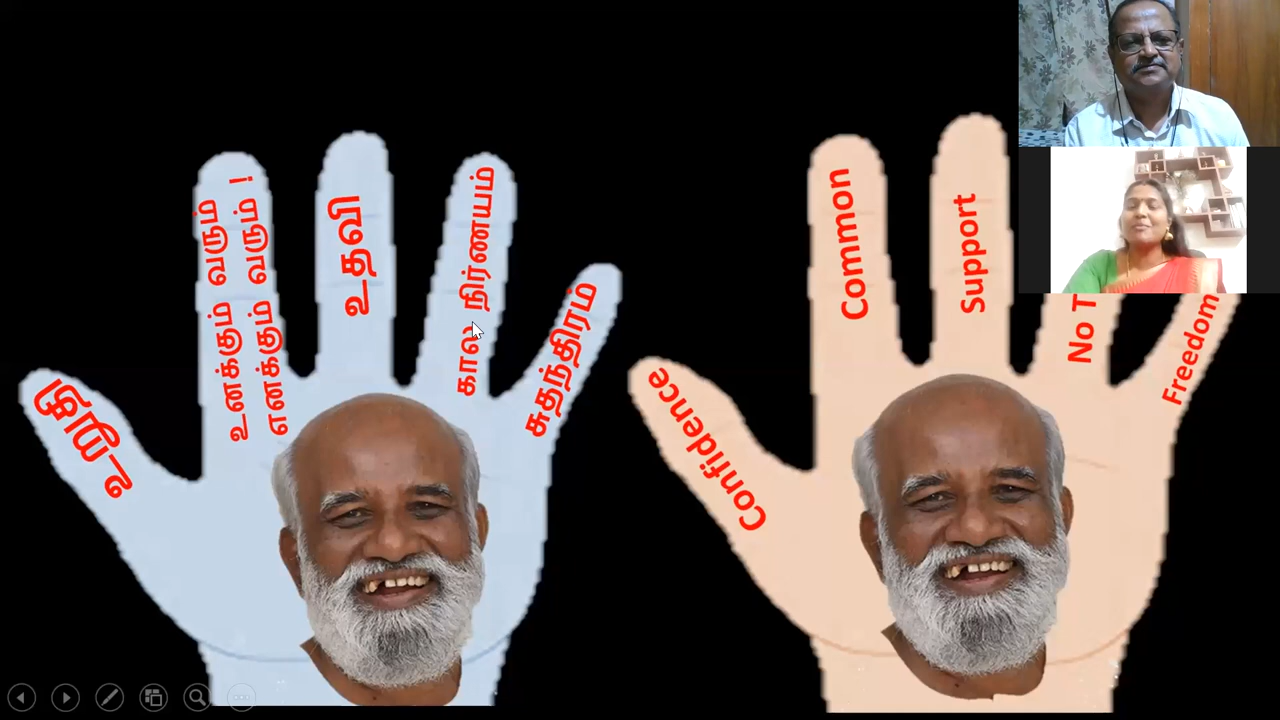 உறுதி
உனக்கும் வரும்
எனக்கும் வரும் !
உதவி
கால நிர்ணயம்
சுதந்திரம்
Confidence
Common
Support
No T
Freedom